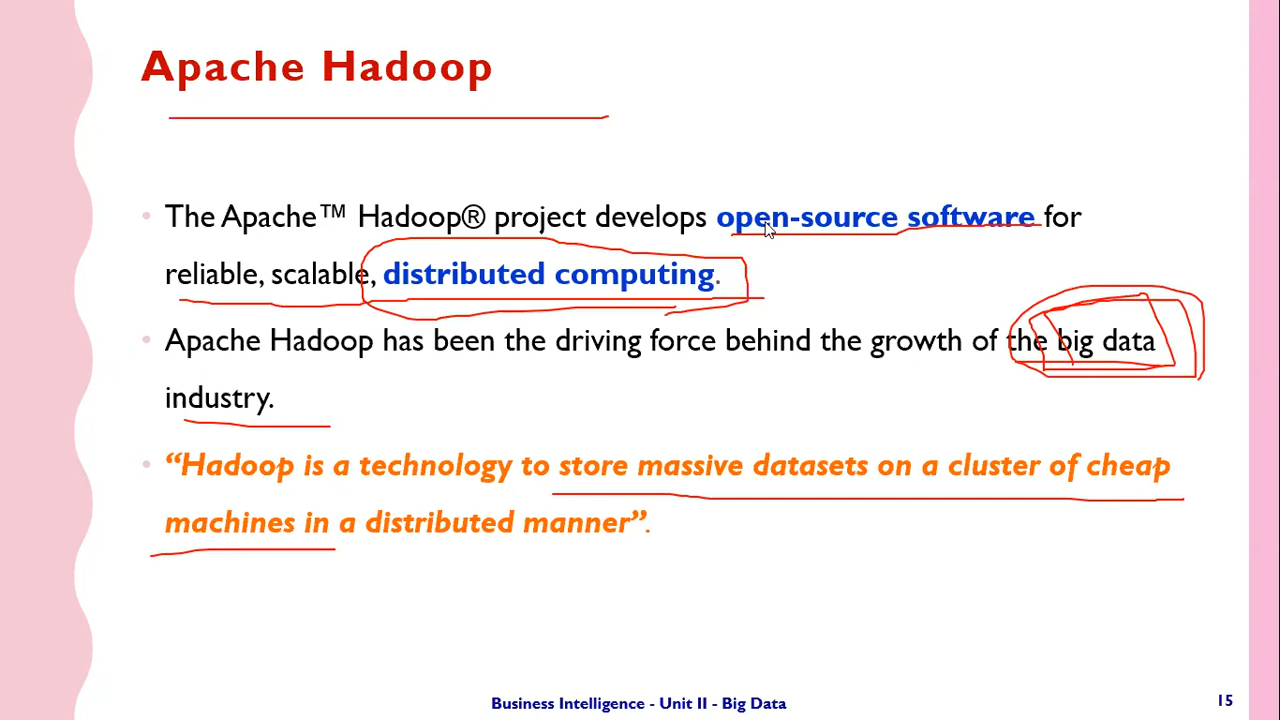 Apache Hadoop
• The Apache™ Hadoop® project develops open-source software for
reliable, scalable, distributed computing.
• Apache Hadoop has been the driving force behind the growth of the big data
industry.
• “Hadoop is a technology to store massive datasets on a cluster of cheap
machines in a distributed manner”.
Business Intelligence - Unit II - Big Data
15